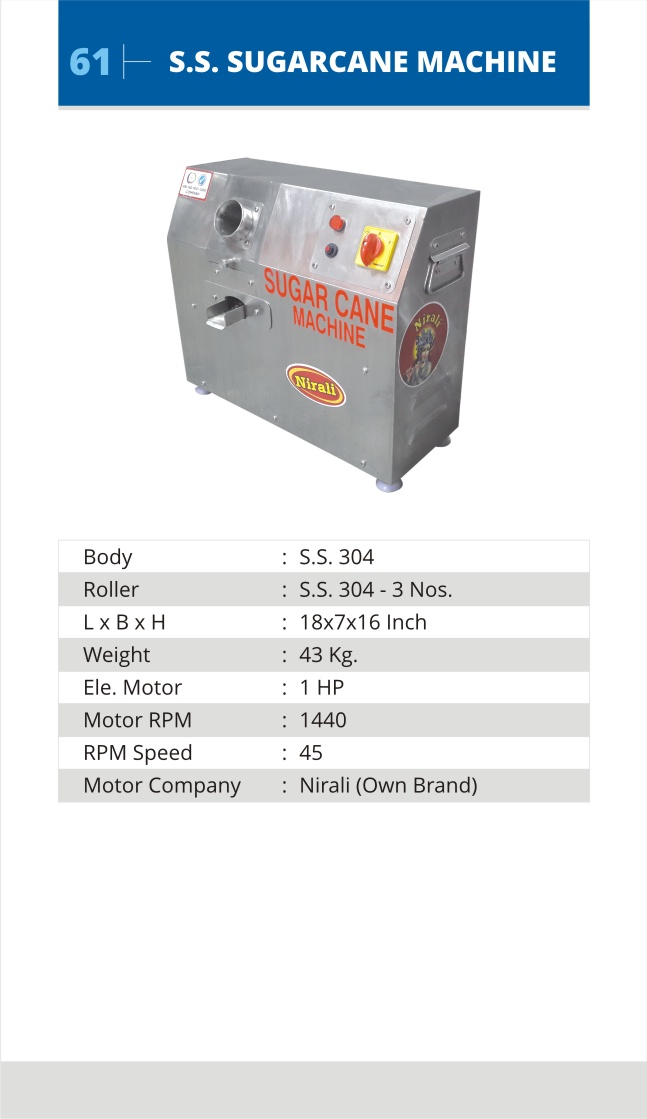 61 S.S. SUGARCANE MACHINE
SUGAR CANE
MACHINE
Nirali
Nirali
Body : S.S. 304
Roller : S.S. 304 - 3 Nos.
L x B x H : 18x7x16 Inch
Weight : 43 Kg.
Ele. Motor : 1 HP
Motor RPM : 1440
RPM Speed : 45
Motor Company : Nirali (Own Brand)